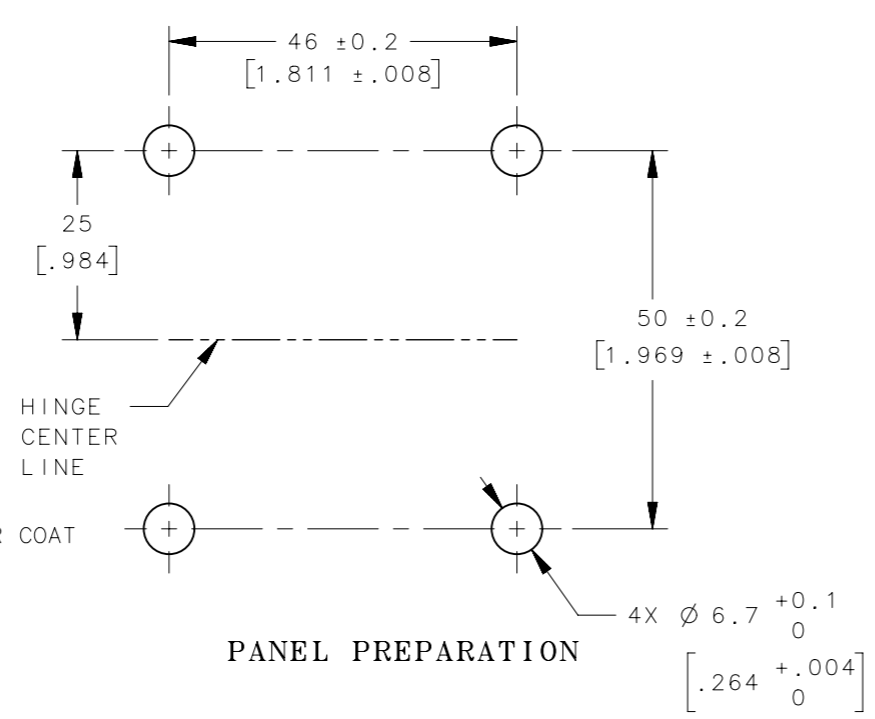 46 ±0.2
[1.811 ±.008]
25
[.984]
50 ±0.2
[1.969 ±.008]
HINGE
CENTER
LINE
R COAT
4X Ø 6.7 +0.1
0
[.264 +.004
0]
PANEL PREPARATION